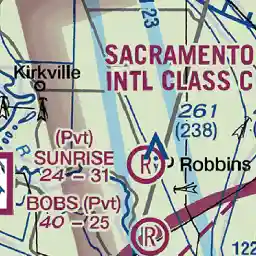 23
SACRAMENTO
INTL CLASS C
Kirkville
261
(238)
(Pvt)
SUNRISE
24 - 31
R
Robbins
BOBS (Pvt)
40 - 25
R
122